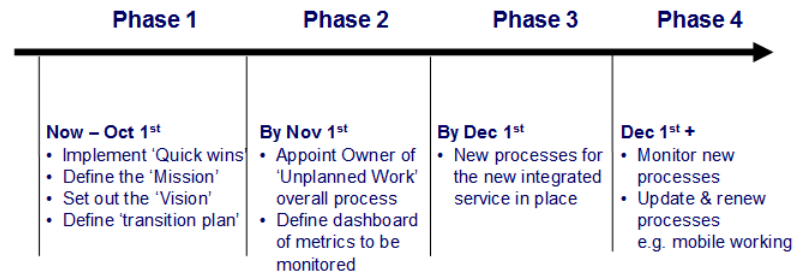 Phase 1
Phase 2
Phase 3
Phase 4
Now – Oct 1st
• Implement ‘Quick wins’
• Define the ‘Mission’
• Set out the ‘Vision’
• Define ‘transition plan’
By Nov 1st
• Appoint Owner of
‘Unplanned Work’
overall process
• Define dashboard
of metrics to be
monitored
By Dec 1st
• New processes for
the new integrated
service in place
Dec 1st +
• Monitor new
processes
• Update & renew
processes
e.g. mobile working